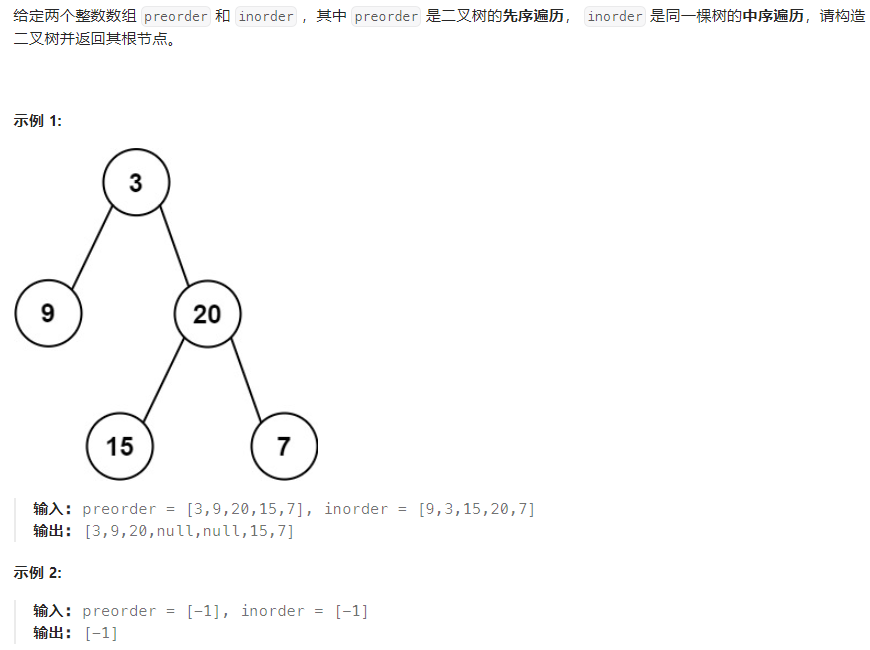 给定两个整数数组 preorder 和 inorder ，其中 preorder 是二叉树的先序遍历， inorder 是同一棵树的中序遍历，请构造
二叉树并返回其根节点。
示例 1:
3
9
20
15
7
输入: preorder = [3,9,20,15,7], inorder = [9,3,15,20,7]
输出: [3,9,20,null,null,15,7]
示例 2:
输入: preorder = [-1], inorder = [-1]
输出: [-1]